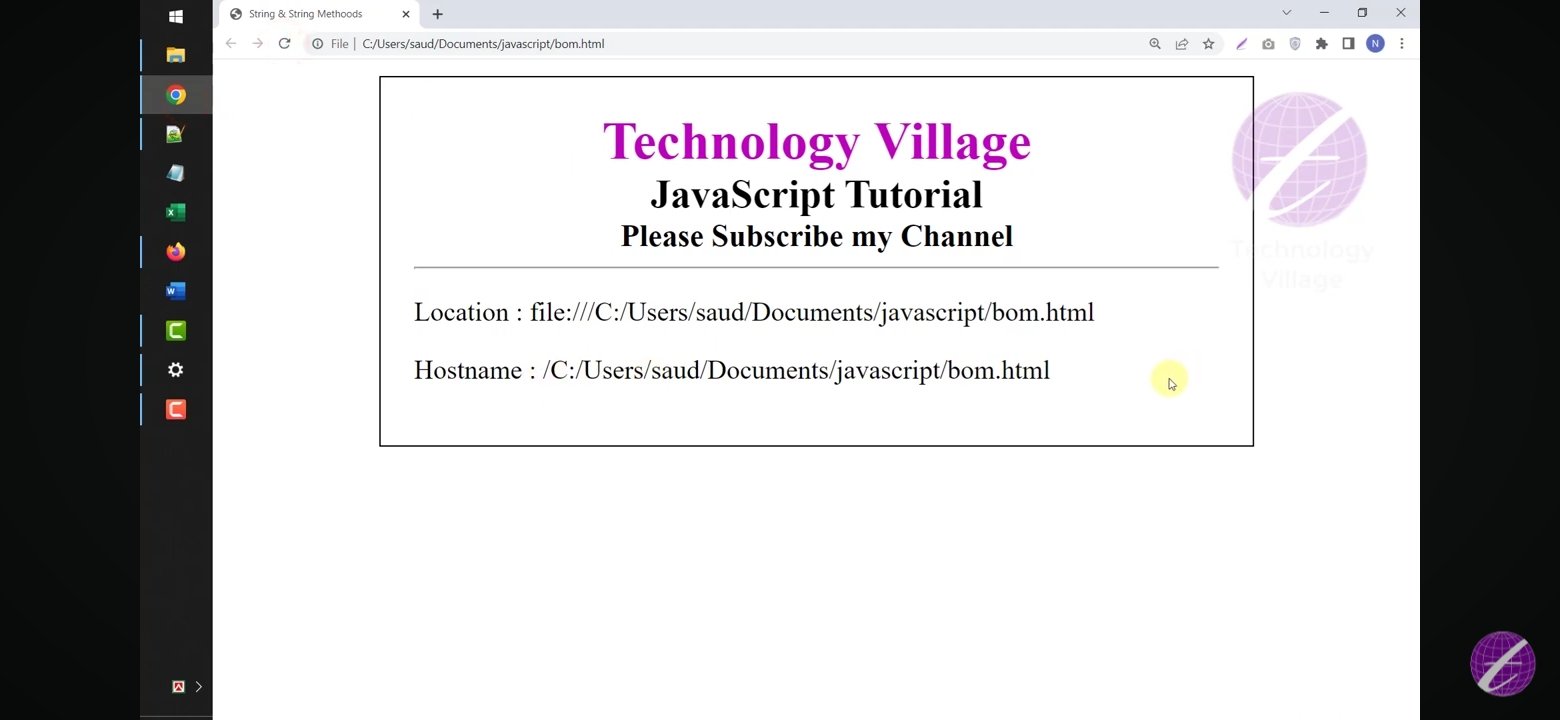 String & String Methoods
File
C:/Users/saud/Documents/javascript/bom.html
N
Technology Village
JavaScript Tutorial
Please Subscribe my Channel
Technology
Village
Location : file:///C:/Users/saud/Documents/javascript/bom.html
Hostname : /C:/Users/saud/Documents/javascript/bom.html